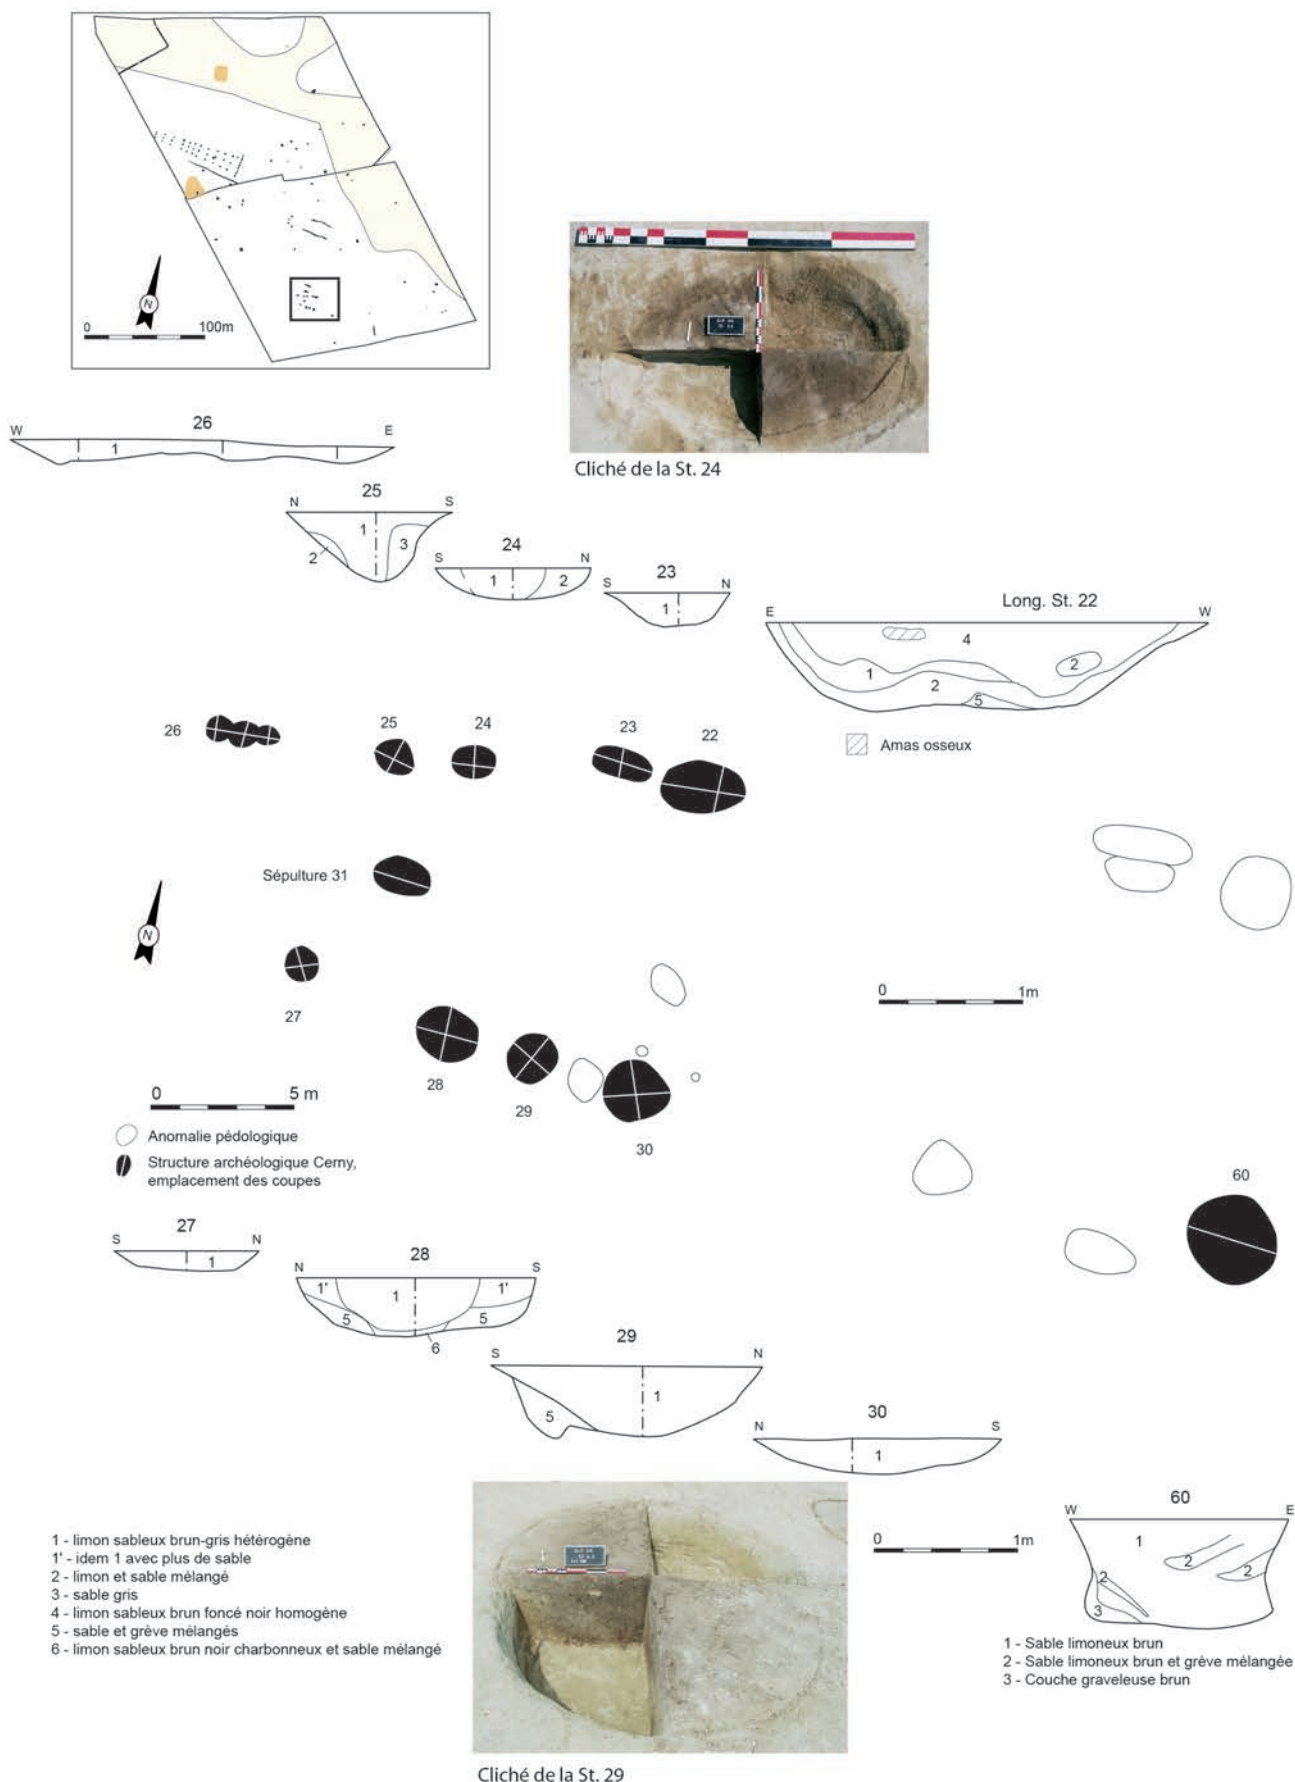 N
0 100m
Cliché de la St. 24
26
W E
1
25
N S
1
2 3
24
S N
1 2
23
S N
1
Long. St. 22
E W
4
1 2 2
5
Amas osseux
26
25
24
23
22
Sépulture 31
N
27
28
29
30
0 1m
0 5 m
Anomalie pédologique
Structure archéologique Cerny,
emplacement des coupes
60
27
S N
1
28
N S
1' 1 1'
5 5
6
29
S N
1
5
30
N S
1
1 - limon sableux brun-gris hétérogène
1' - idem 1 avec plus de sable
2 - limon et sable mélangé
3 - sable gris
4 - limon sableux brun foncé noir homogène
5 - sable et grève mélangés
6 - limon sableux brun noir charbonneux et sable mélangé
0 1m
60
W E
1
2 2
2
3
1 - Sable limoneux brun
2 - Sable limoneux brun et grève mélangée
3 - Couche graveleuse brun
Cliché de la St. 29